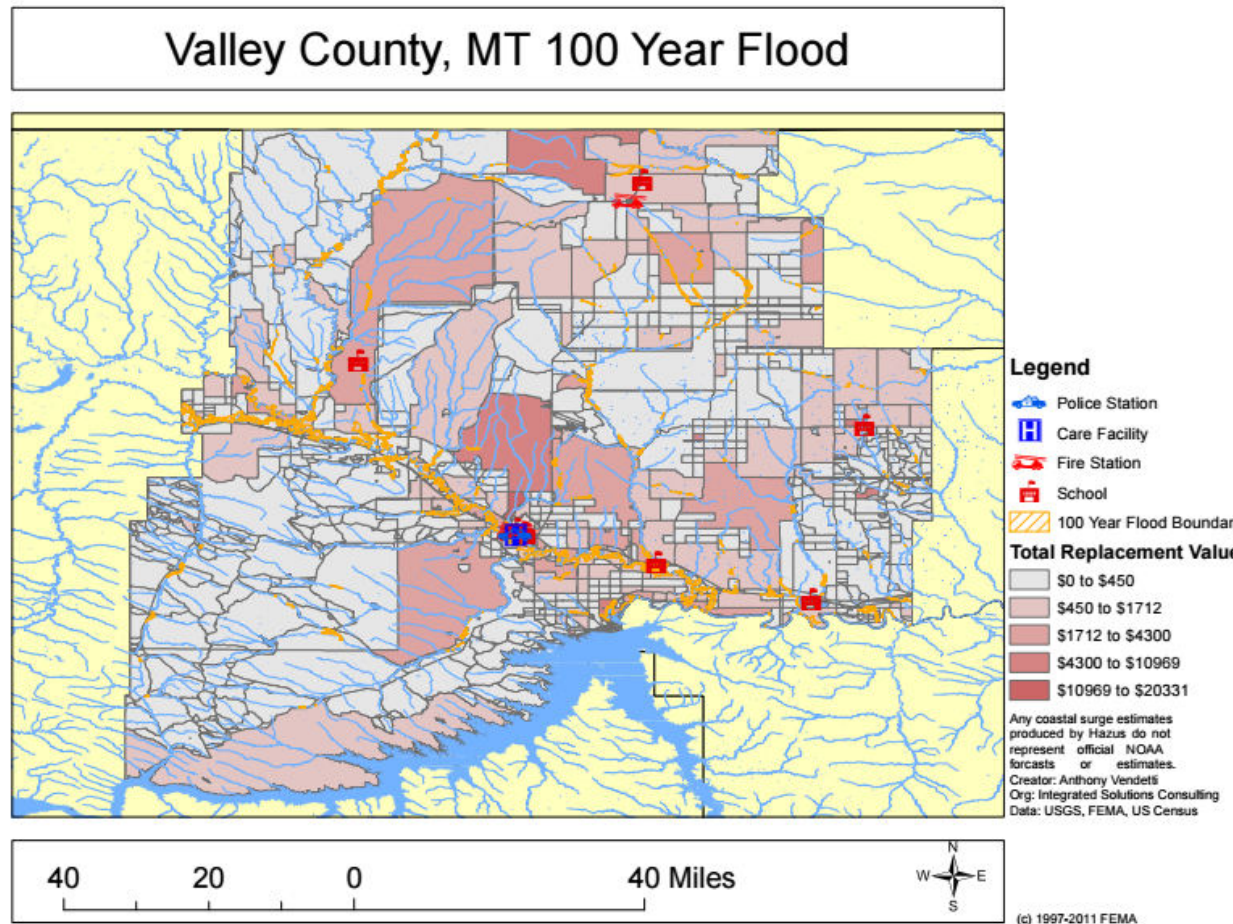 Valley County, MT 100 Year Flood
Legend
Police Station
Care Facility
Fire Station
School
100 Year Flood Boundar
Total Replacement Value
$0 to $450
$450 to $1712
$1712 to $4300
$4300 to $10969
$10969 to $20331
Any coastal surge estimates
produced by Hazus do not
represent official NOAA
forcasts or estimates.
Creator: Anthony Vendetti
Org: Integrated Solutions Consulting
Data: USGS, FEMA, US Census
40 20 0 40 Miles
N
W E
S
(c) 1997-2011 FEMA